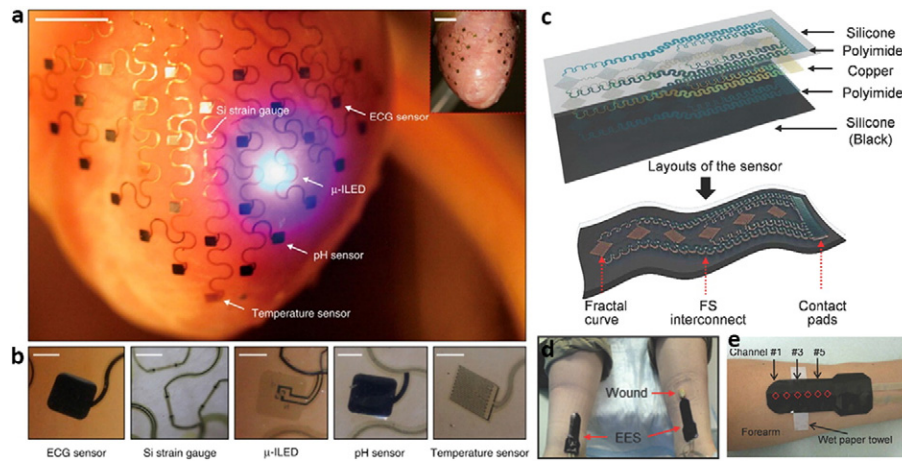 a
Si strain gauge
ECG sensor
μ-ILED
pH sensor
Temperature sensor
b
ECG sensor
Si strain gauge
μ-ILED
pH sensor
Temperature sensor
c
Silicone
Polyimide
Copper
Polyimide
Silicone
(Black)
Layouts of the sensor
Fractal
curve
FS
interconnect
Contact
pads
d
Wound
EES
e
Channel #1
#3
#5
Forearm
Wet paper towel